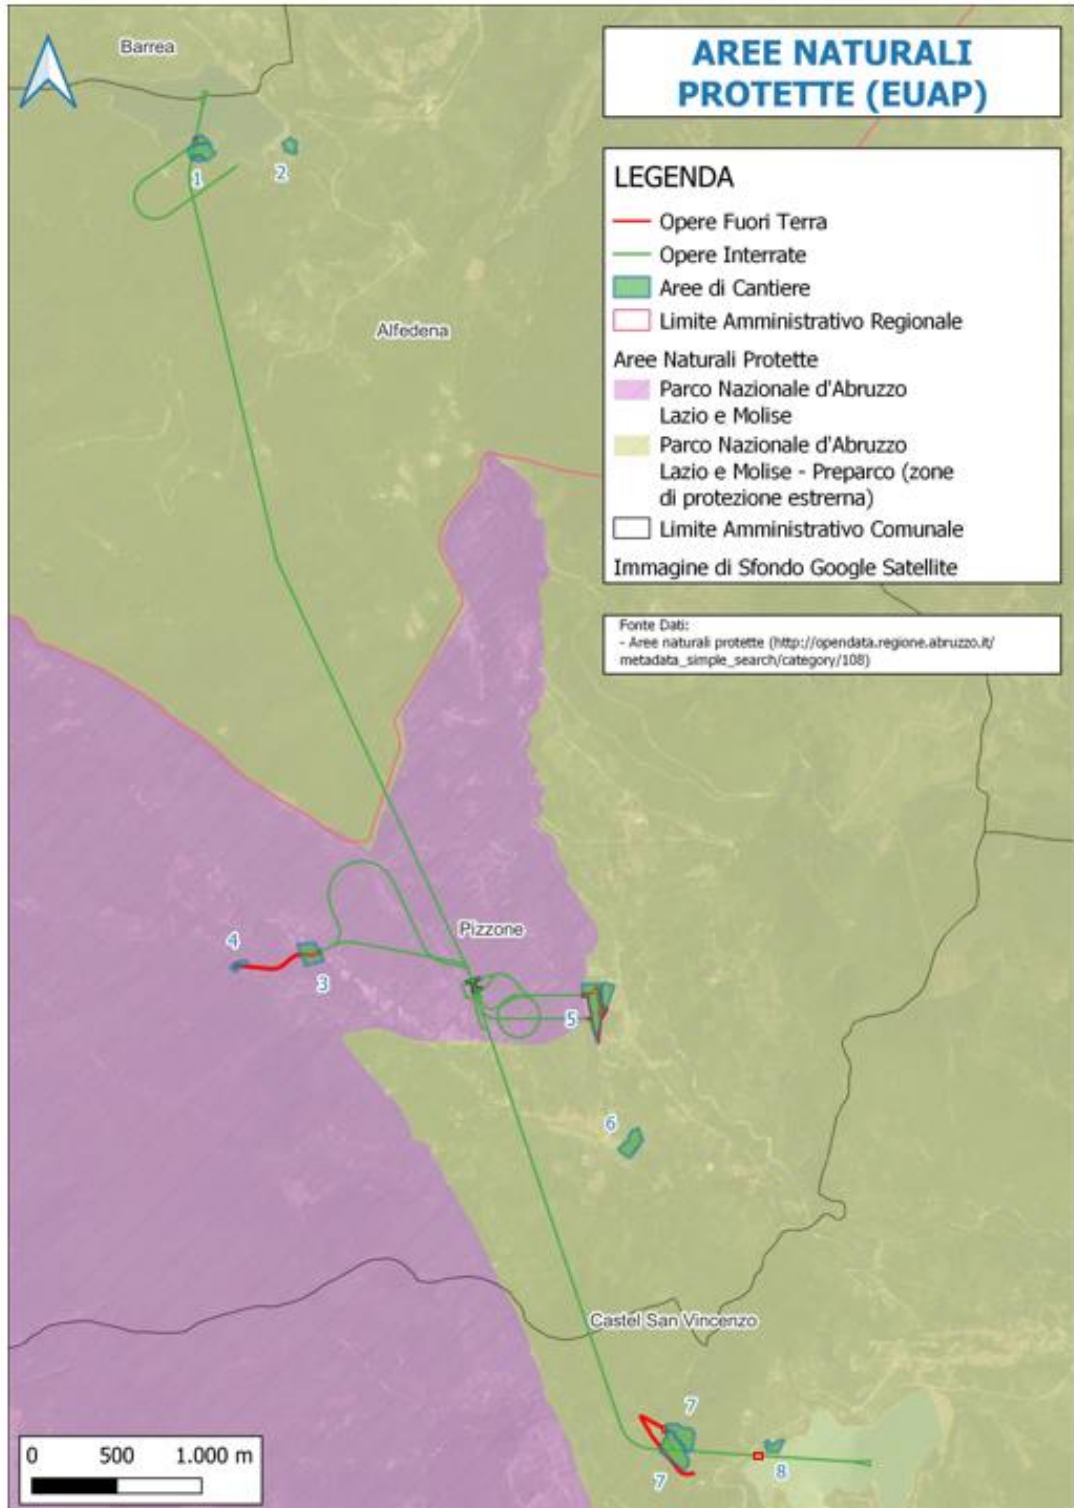 Barrea
AREE NATURALI
PROTETTE (EUAP)
1
2
LEGENDA
Opere Fuori Terra
Opere Interrate
Aree di Cantiere
Limite Amministrativo Regionale
Aree Naturali Protette
Parco Nazionale d'Abruzzo
Lazio e Molise
Parco Nazionale d'Abruzzo
Lazio e Molise - Preparco (zone
di protezione estrerna)
Limite Amministrativo Comunale
Immagine di Sfondo Google Satellite
Alfedena
Fonte Dati:
- Aree naturali protette (http://opendata.regione.abruzzo.it/
metadata_simple_search/category/108)
Pizzone
4
3
5
6
Castel San Vincenzo
7
7
8
0 500 1.000 m